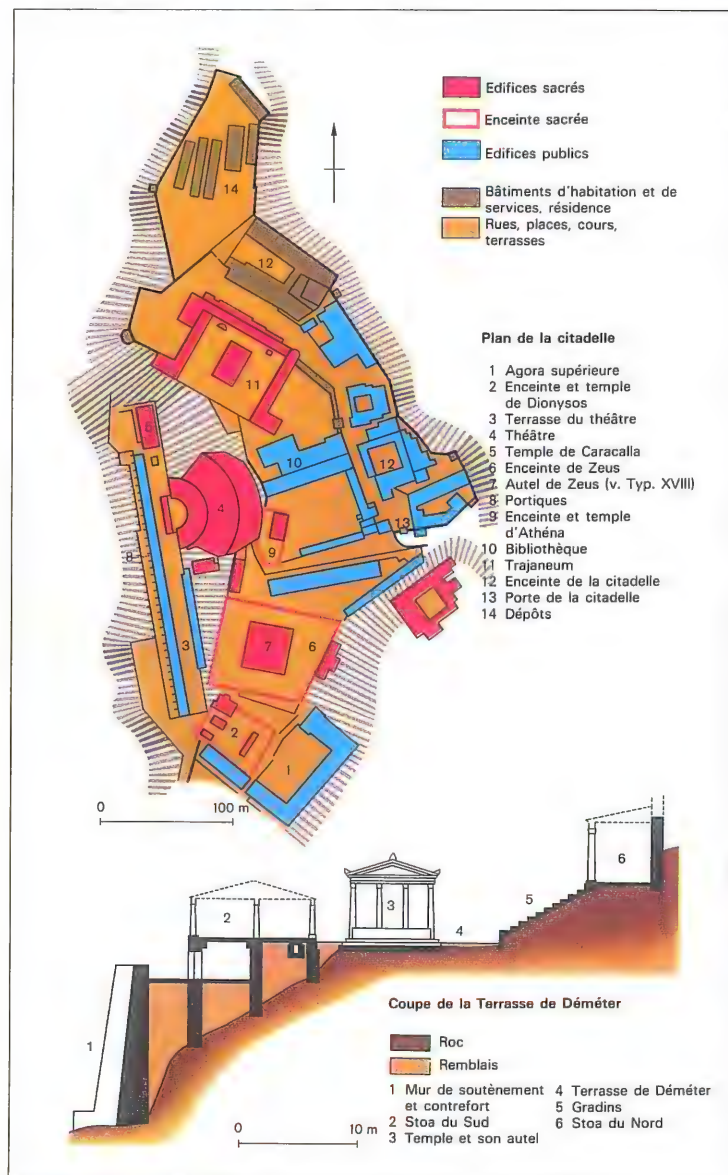 Edifices sacrés
Enceinte sacrée
Edifices publics
Bâtiments d'habitation et de
services, résidence
Rues, places, cours,
terrasses
Plan de la citadelle
1 Agora supérieure
2 Enceinte et temple
de Dionysos
3 Terrasse du théâtre
4 Théâtre
5 Temple de Caracalla
6 Enceinte de Zeus
7 Autel de Zeus (v. Typ. XVIII)
8 Portiques
9 Enceinte et temple
d'Athéna
10 Bibliothèque
11 Trajaneum
12 Enceinte de la citadelle
13 Porte de la citadelle
14 Dépôts
14
12
11
5
10
12
4
13
9
8
7
6
3
2
1
0 100 m
6
5
3
4
2
1
Coupe de la Terrasse de Déméter
Roc
Remblais
1 Mur de soutènement
et contrefort
2 Stoa du Sud
3 Temple et son autel
4 Terrasse de Déméter
5 Gradins
6 Stoa du Nord
0 10 m